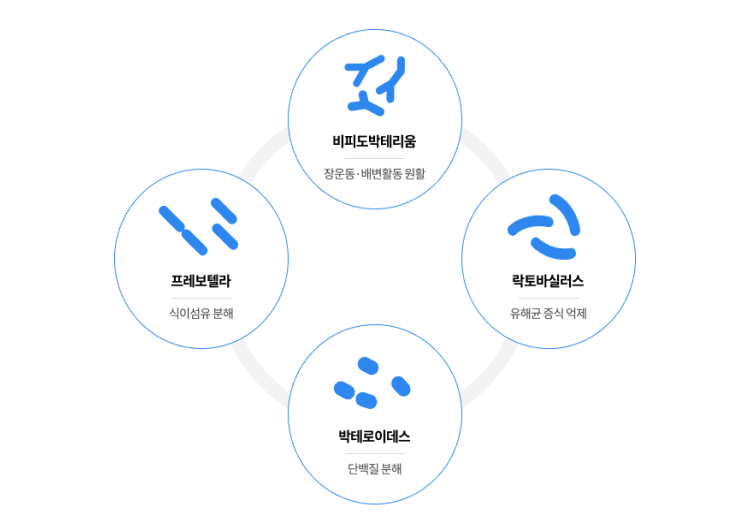 비피도박테리움
장운동·배변활동 원활
프레보텔라
식이섬유 분해
락토바실러스
유해균 증식 억제
박테로이데스
단백질 분해